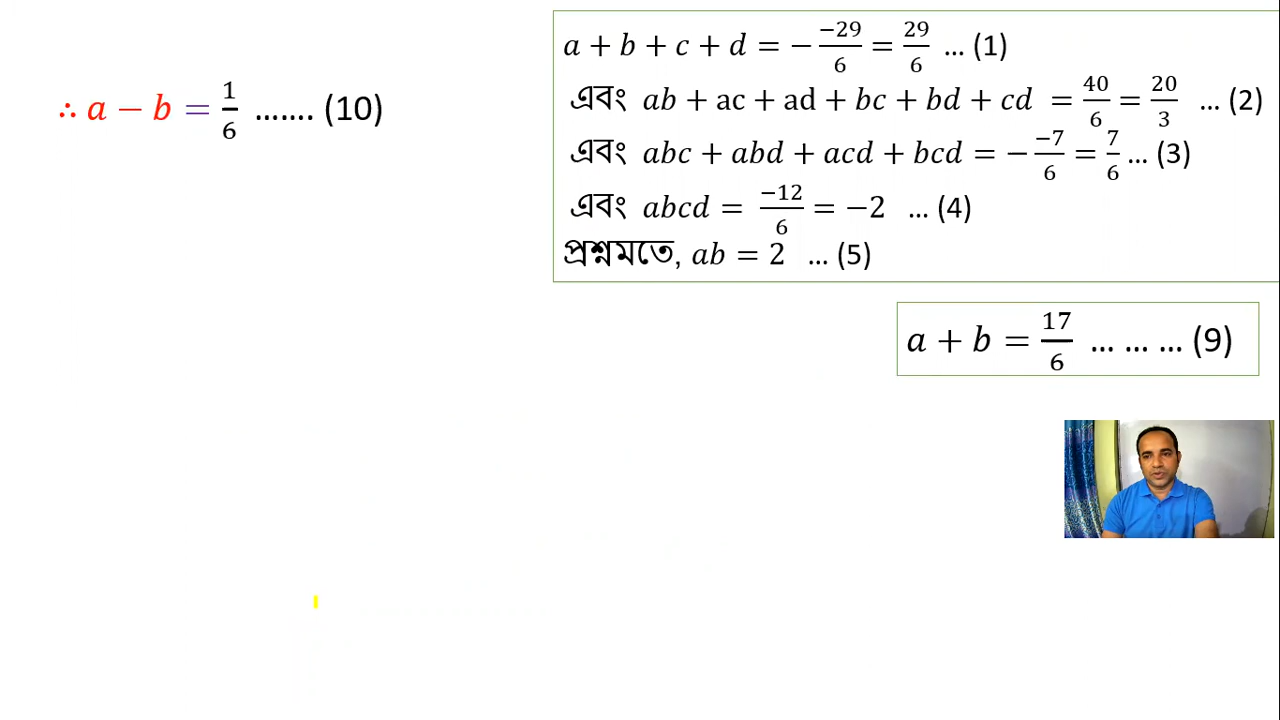 ∴ a − b = 1/6 ....... (10)
a + b + c + d = − −29/6 = 29/6 ... (1)
এবং ab + ac + ad + bc + bd + cd = 40/6 = 20/3 ... (2)
এবং abc + abd + acd + bcd = − −7/6 = 7/6 ... (3)
এবং abcd = −12/6 = −2 ... (4)
প্রশ্নমতে, ab = 2 ... (5)
a + b = 17/6 ... ... ... (9)